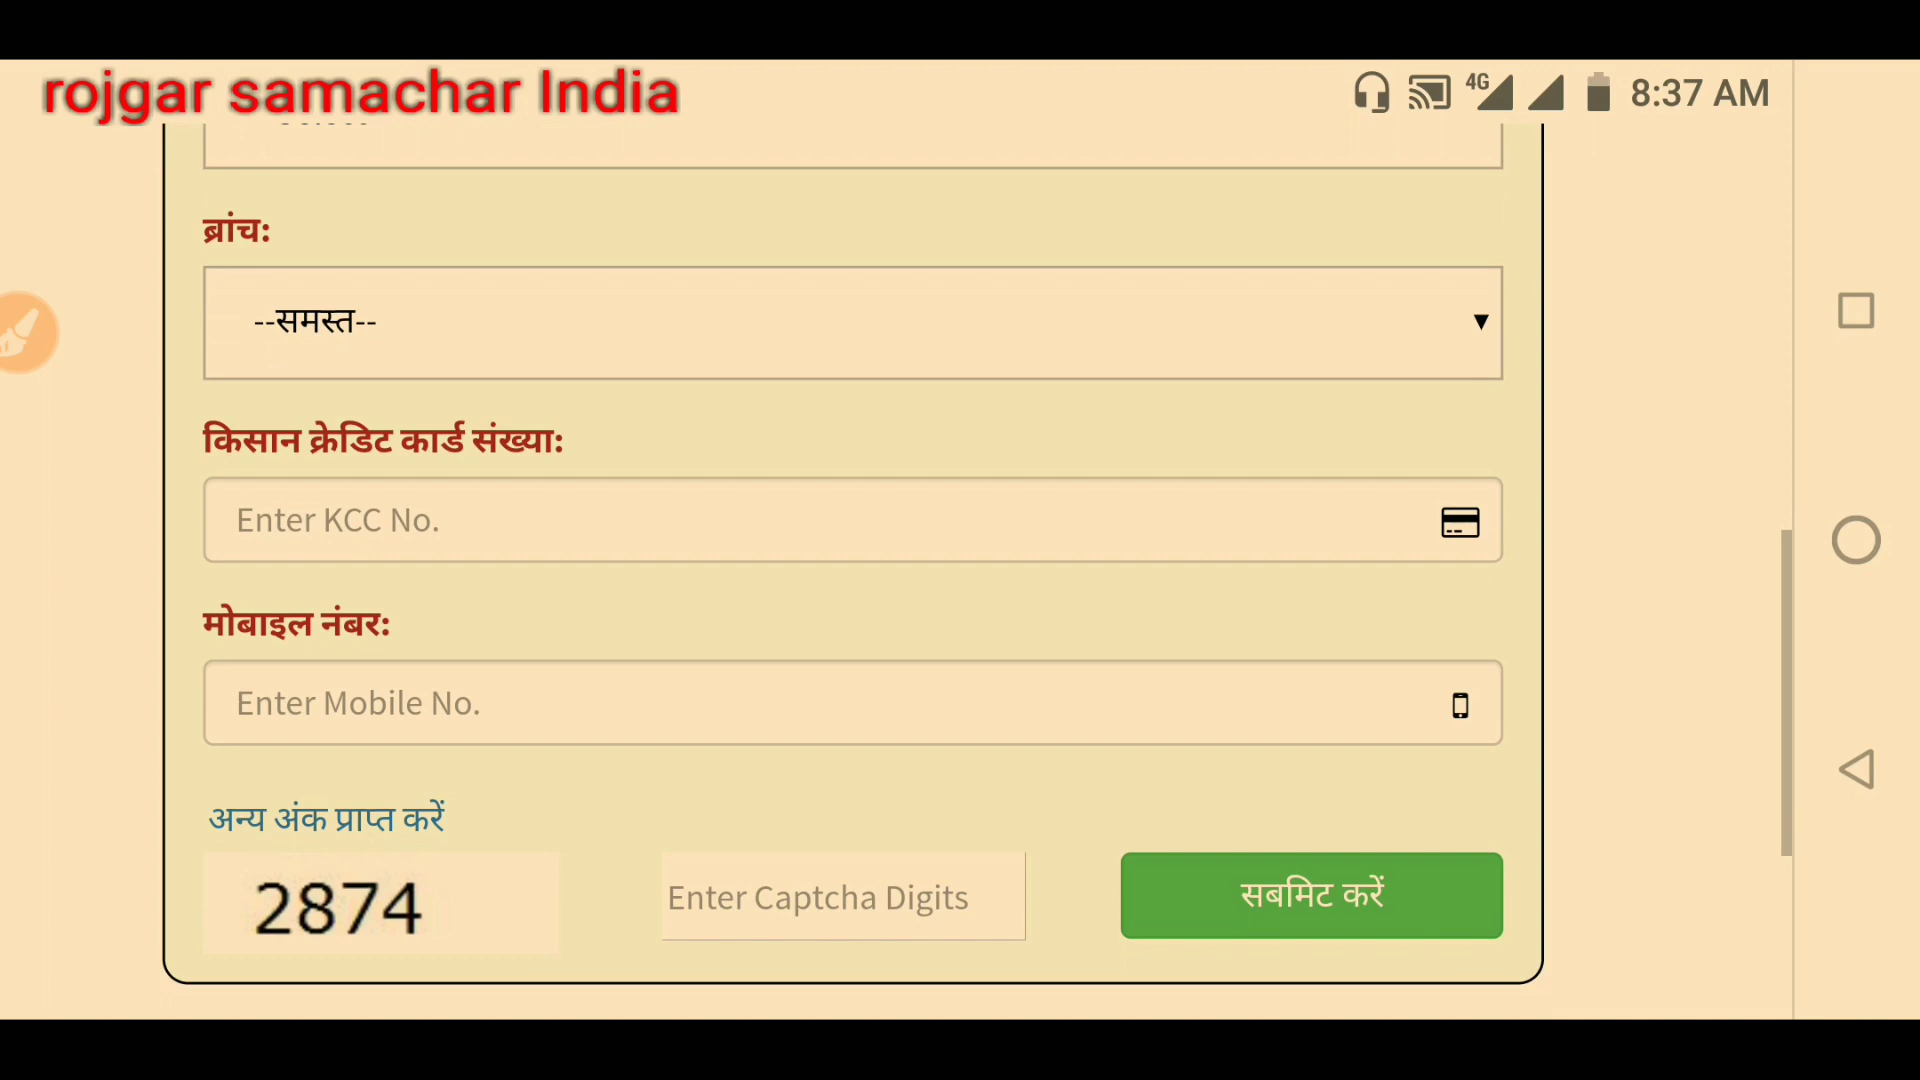 rojgar samachar India
4G 8:37 AM
ब्रांच:
--समस्त--
किसान क्रेडिट कार्ड संख्या:
Enter KCC No.
मोबाइल नंबर:
Enter Mobile No.
अन्य अंक प्राप्त करें
2874
Enter Captcha Digits
सबमिट करें